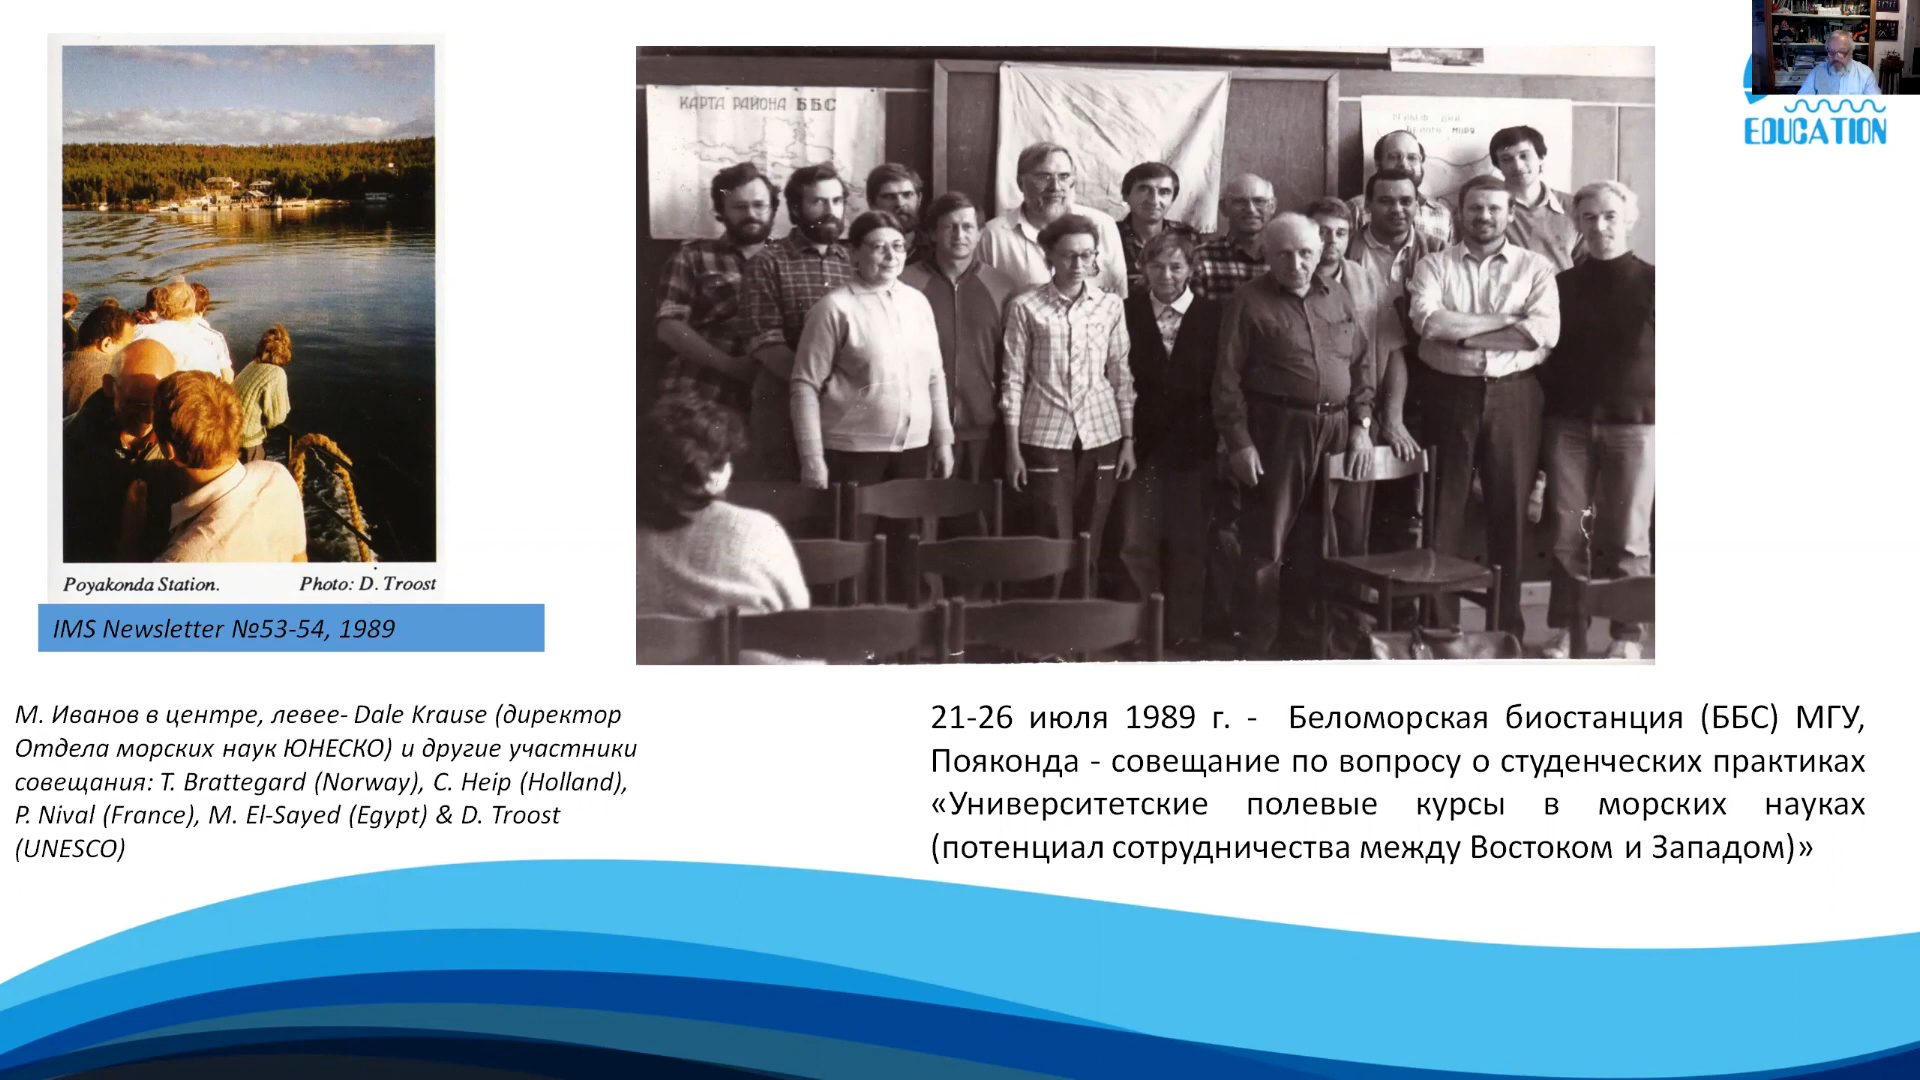 КАРТА РАЙОНА ББС
EDUCATION
Poyakonda Station. Photo: D. Troost
IMS Newsletter №53-54, 1989
М. Иванов в центре, левее- Dale Krause (директор
Отдела морских наук ЮНЕСКО) и другие участники
совещания: T. Brattegard (Norway), C. Heip (Holland),
P. Nival (France), M. El-Sayed (Egypt) & D. Troost
(UNESCO)
21-26 июля 1989 г. - Беломорская биостанция (ББС) МГУ,
Пояконда - совещание по вопросу о студенческих практиках
«Университетские полевые курсы в морских науках
(потенциал сотрудничества между Востоком и Западом)»